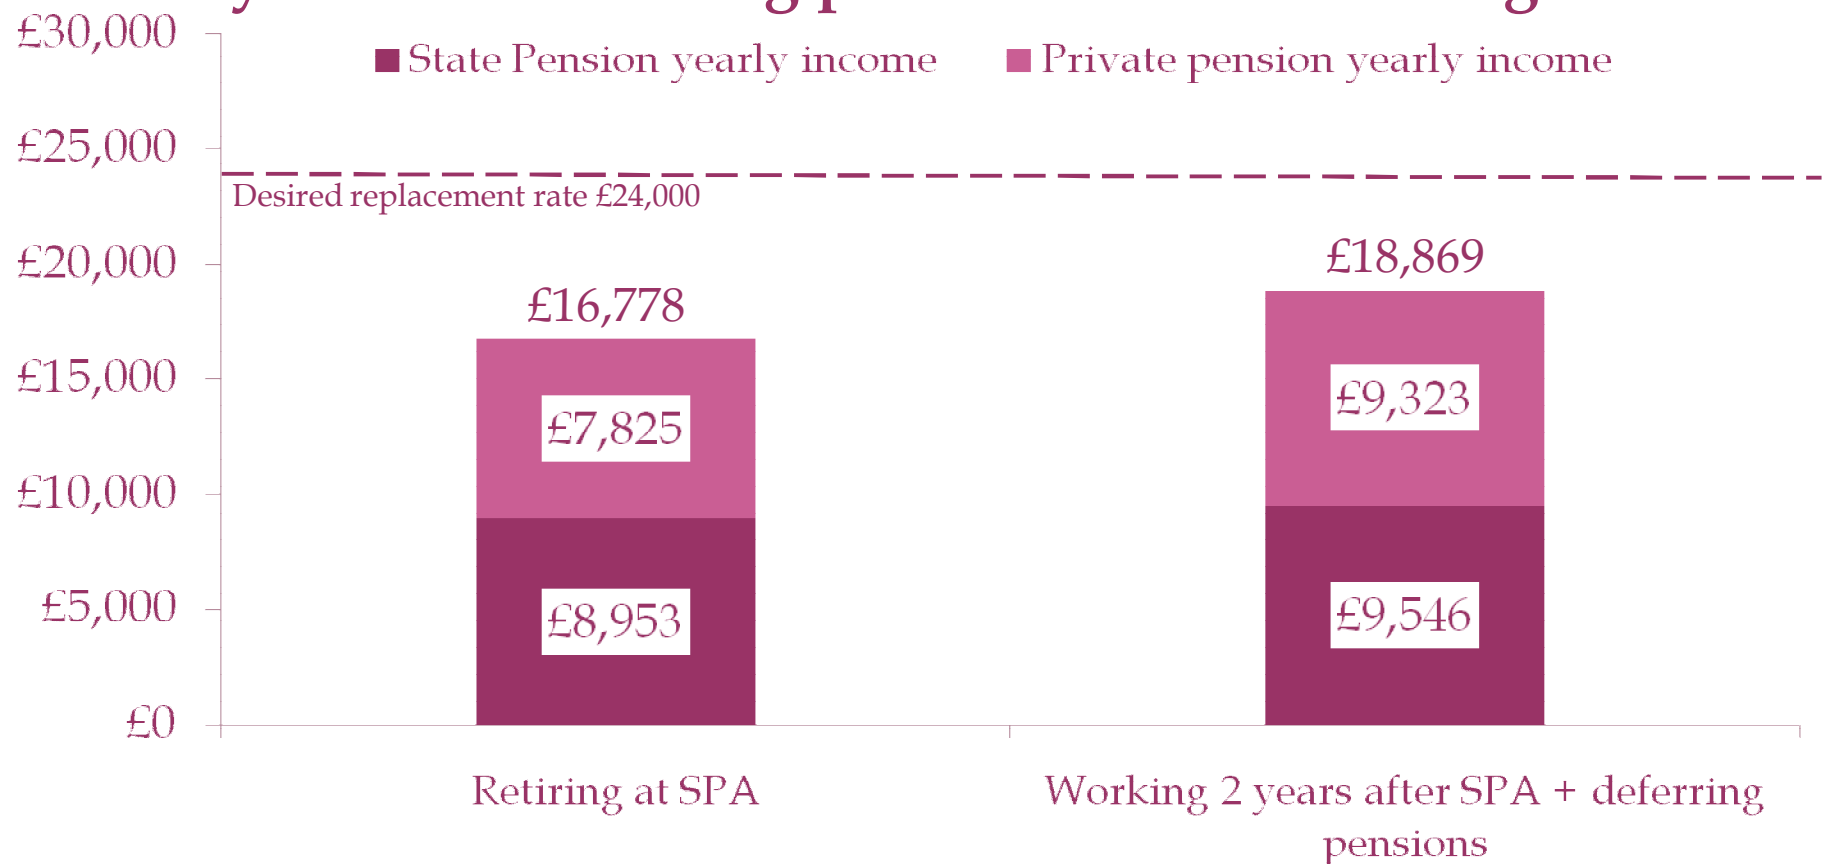 £30,000
State Pension yearly income
Private pension yearly income
£25,000
Desired replacement rate £24,000
£20,000
£18,869
£16,778
£15,000
£9,323
£7,825
£10,000
£5,000
£9,546
£8,953
£0
Retiring at SPA
Working 2 years after SPA + deferring
pensions